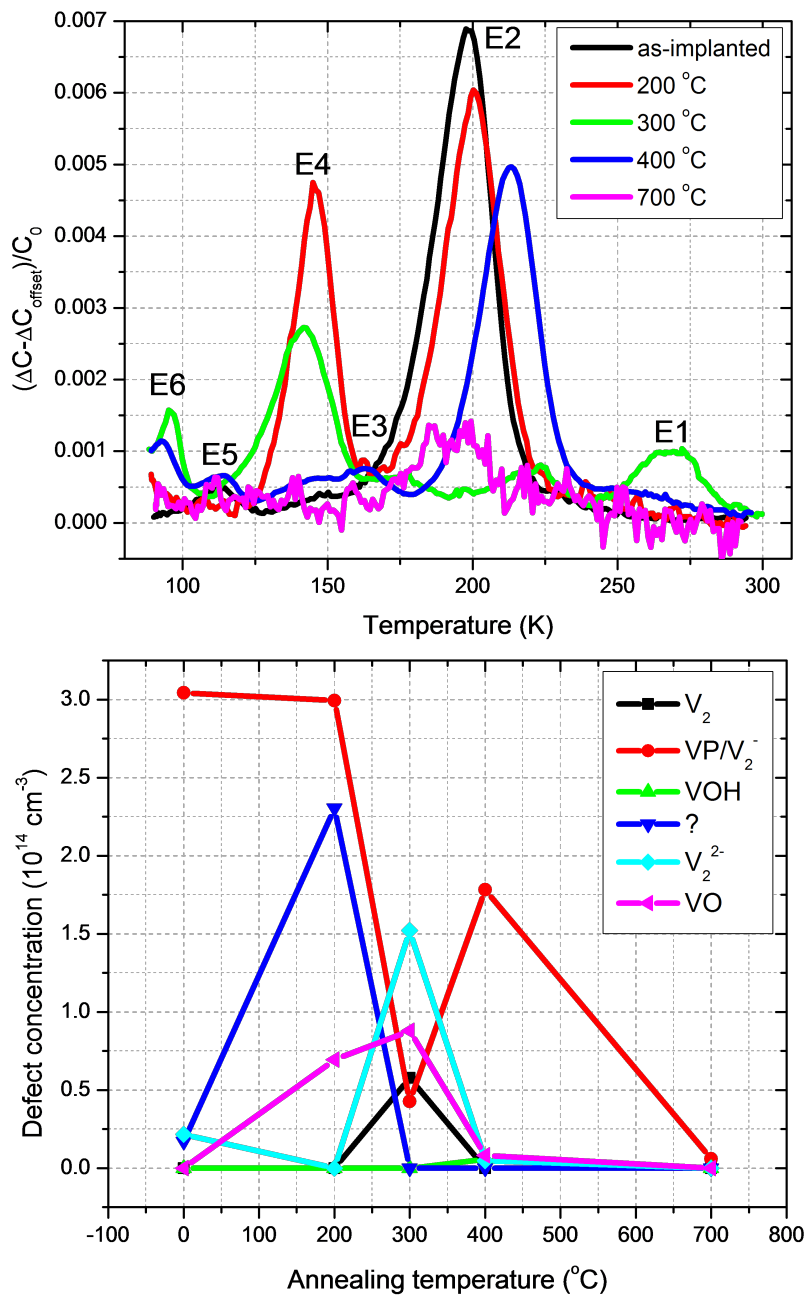 0.007
0.006
0.005
0.004
0.003
0.002
0.001
0.000
(ΔC-ΔC_offset)/C_0
E2
as-implanted
200 °C
300 °C
400 °C
700 °C
E4
E6
E5
E3
E1
100 150 200 250 300
Temperature (K)
3.0
2.5
2.0
1.5
1.0
0.5
0.0
Defect concentration (10^14 cm^-3)
V_2
VP/V_2^-
VOH
?
V_2^2-
VO
-100 0 100 200 300 400 500 600 700 800
Annealing temperature (°C)